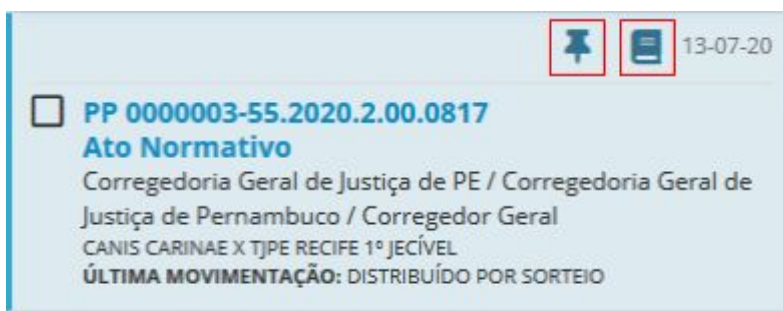 13-07-20
PP 0000003-55.2020.2.00.0817
Ato Normativo
Corregedoria Geral de Justiça de PE / Corregedoria Geral de
Justiça de Pernambuco / Corregedor Geral
CANIS CARINAE X TJPE RECIFE 1º JECÍVEL
ÚLTIMA MOVIMENTAÇÃO: DISTRIBUÍDO POR SORTEIO